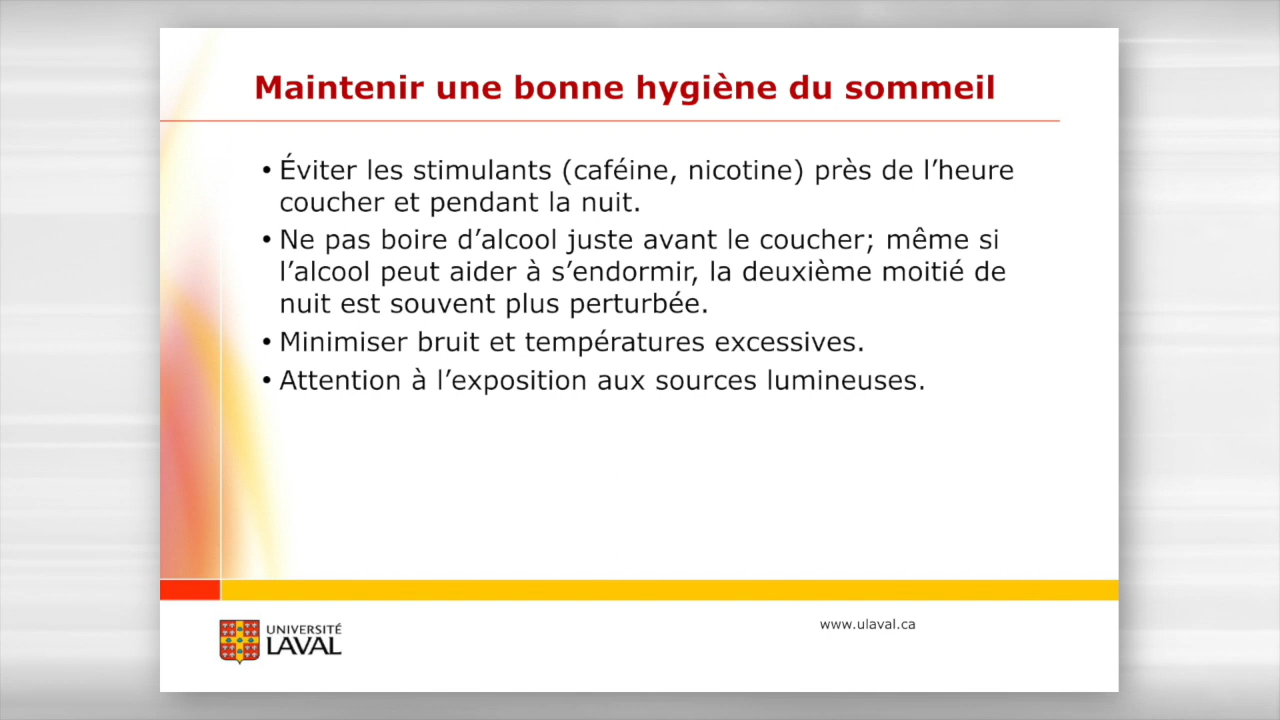 Maintenir une bonne hygiène du sommeil
• Éviter les stimulants (caféine, nicotine) près de l’heure
coucher et pendant la nuit.
• Ne pas boire d’alcool juste avant le coucher; même si
l’alcool peut aider à s’endormir, la deuxième moitié de
nuit est souvent plus perturbée.
• Minimiser bruit et températures excessives.
• Attention à l’exposition aux sources lumineuses.
UNIVERSITÉ
LAVAL
www.ulaval.ca